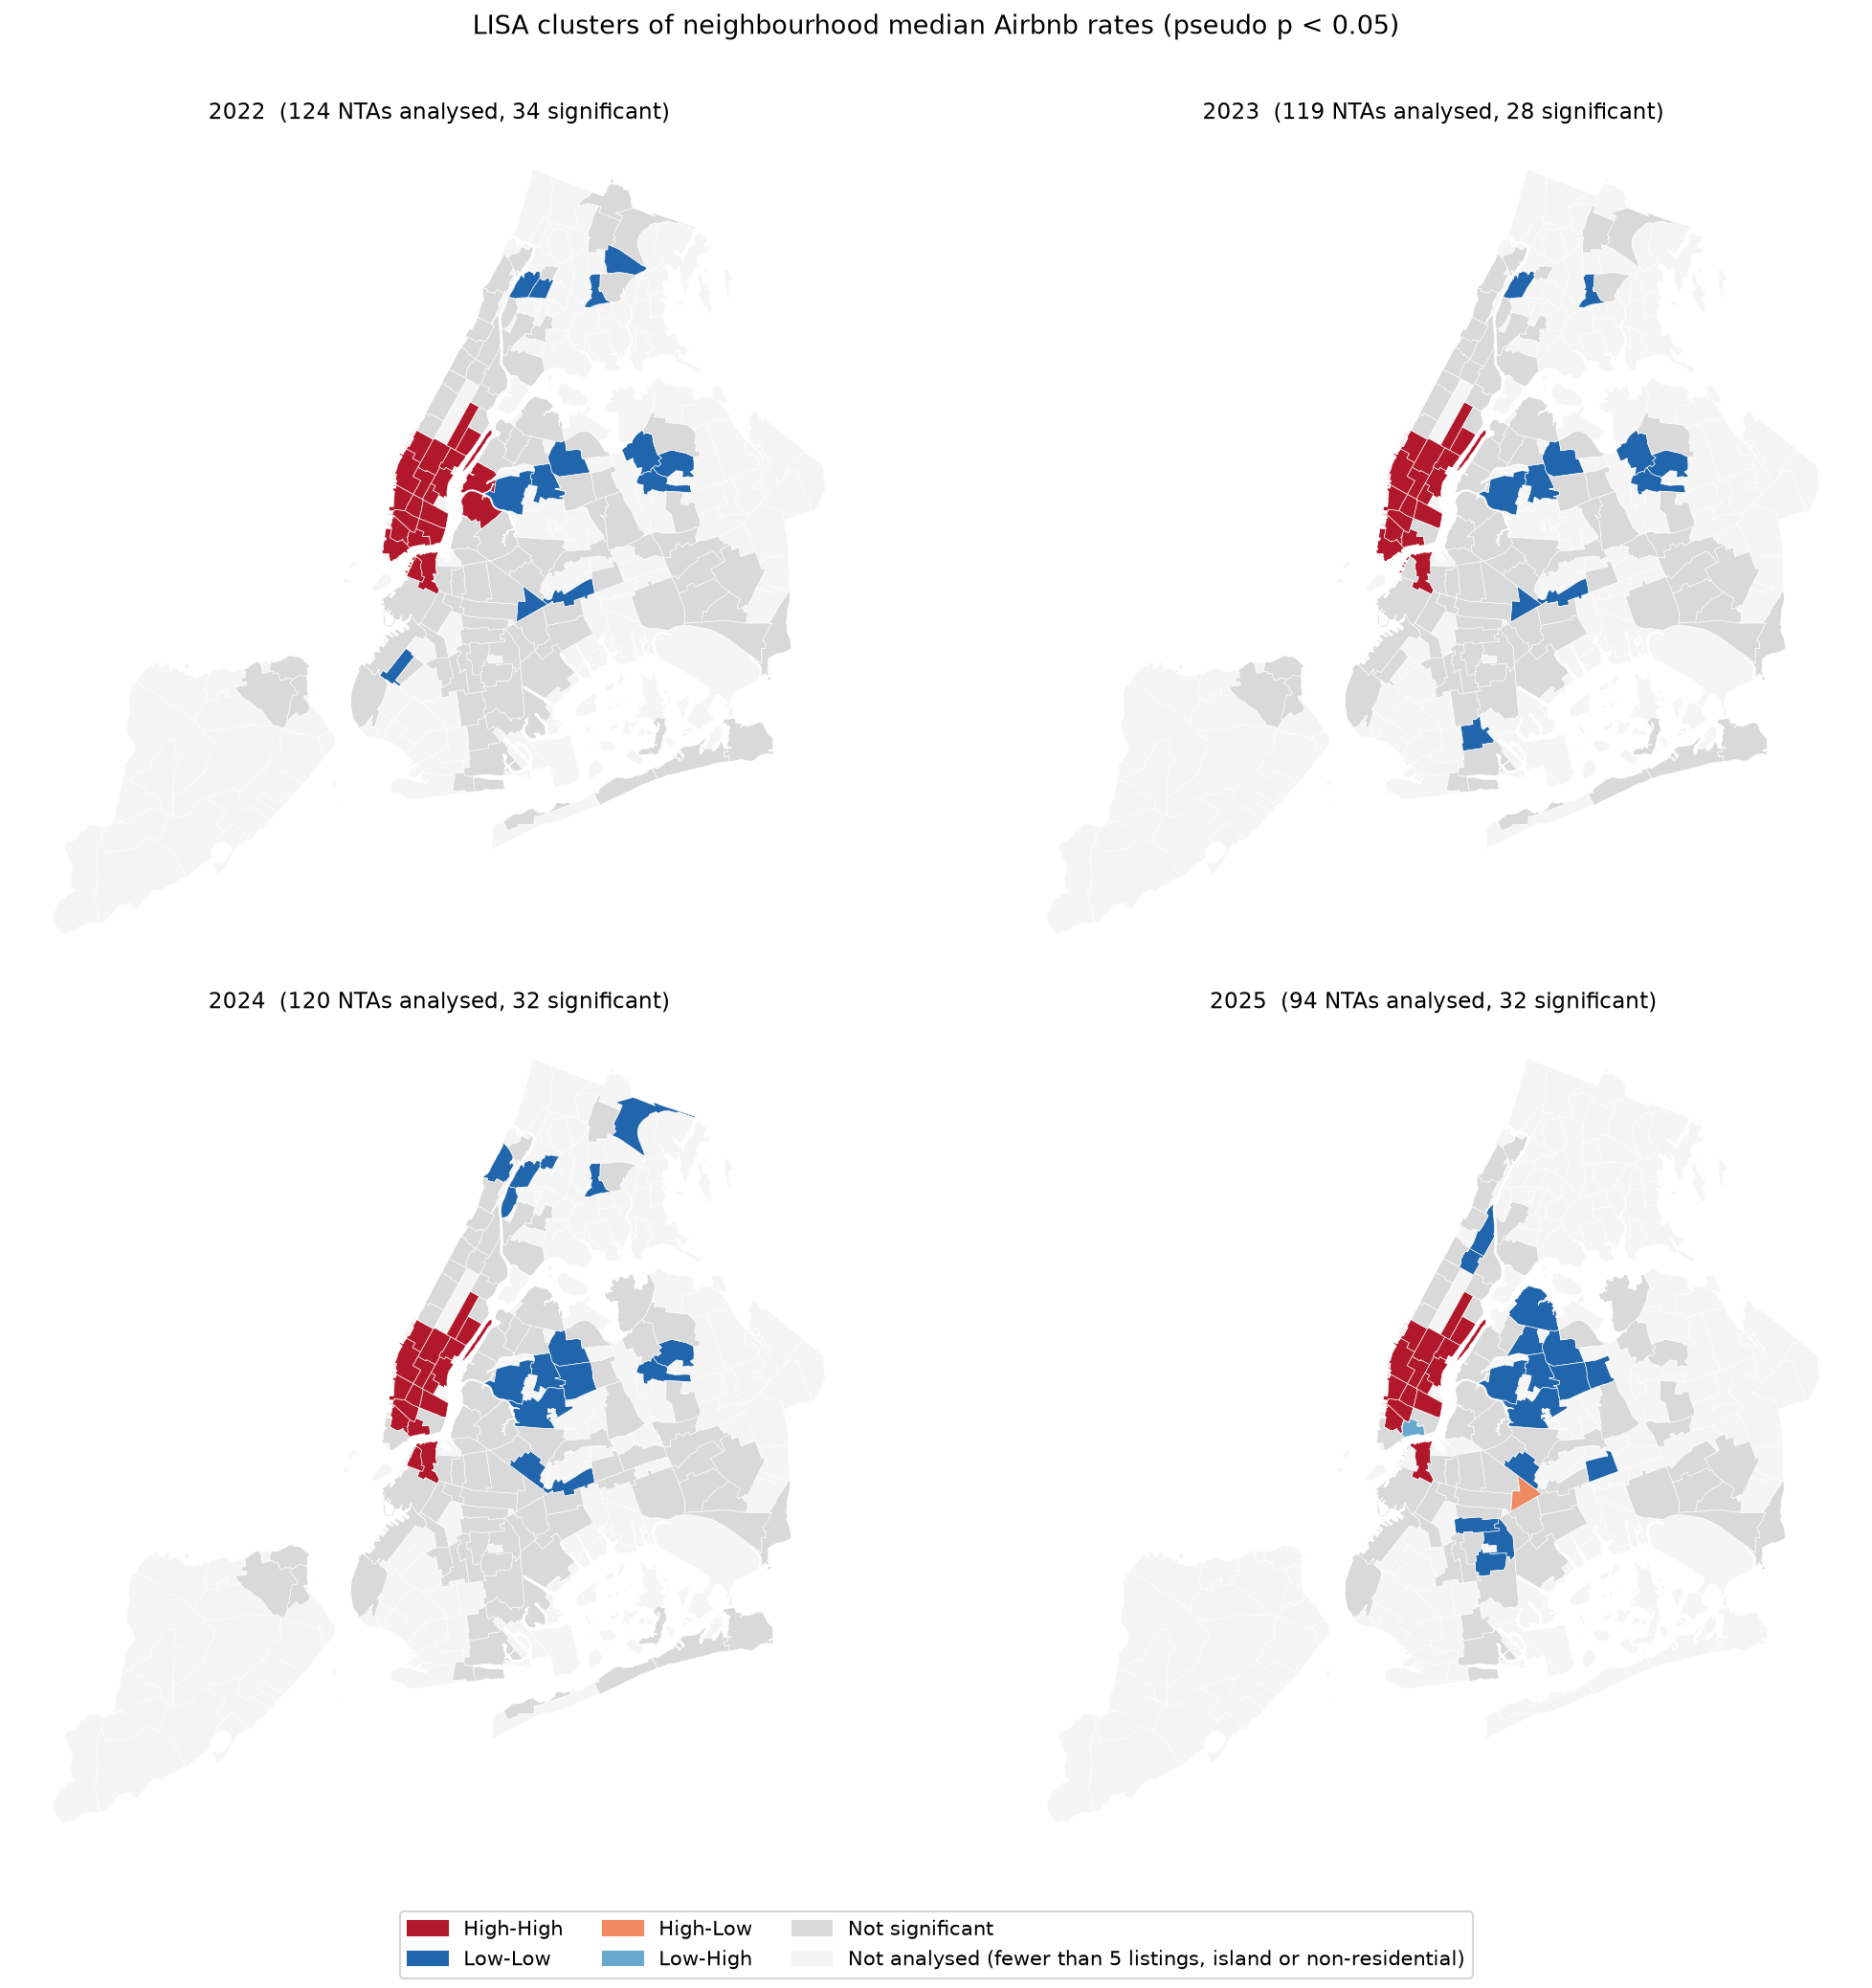 LISA clusters of neighbourhood median Airbnb rates (pseudo p < 0.05)
2022  (124 NTAs analysed, 34 significant)
2023  (119 NTAs analysed, 28 significant)
2024  (120 NTAs analysed, 32 significant)
2025  (94 NTAs analysed, 32 significant)
High-High
Low-Low
High-Low
Low-High
Not significant
Not analysed (fewer than 5 listings, island or non-residential)